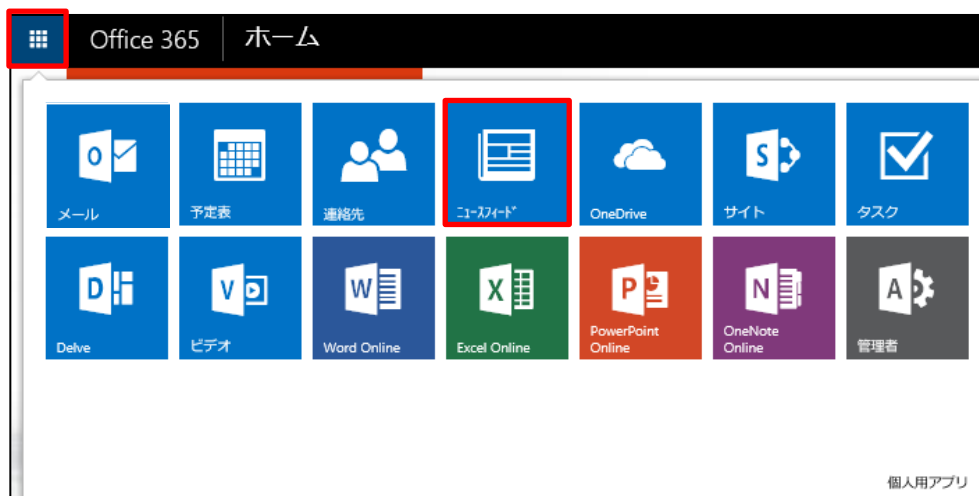 Office 365 ホーム
メール
予定表
連絡先
ﾆｭｰｽﾌｨｰﾄﾞ
OneDrive
サイト
タスク
Delve
ビデオ
Word Online
Excel Online
PowerPoint
Online
OneNote
Online
管理者
個人用アプリ